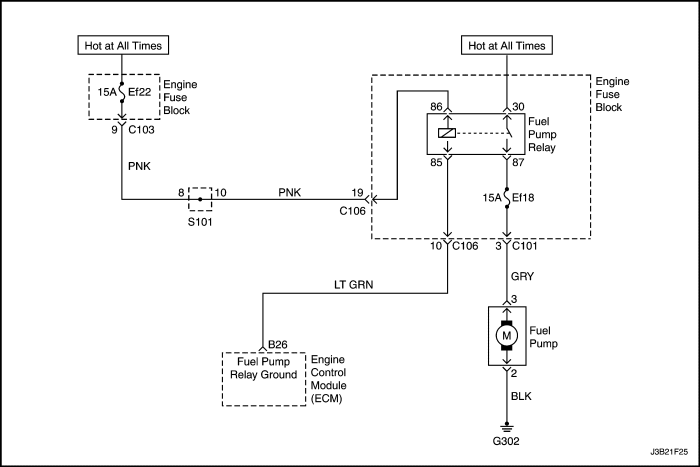 Hot at All Times
Hot at All Times
15A Ef22
Engine
Fuse
Block
9 C103
PNK
8 10
S101
PNK
19
C106
Engine
Fuse
Block
86 30
Fuel
Pump
Relay
85 87
15A Ef18
10 C106 3 C101
GRY
LT GRN
B26
Fuel Pump
Relay Ground
Engine
Control
Module
(ECM)
3
M
Fuel
Pump
2
BLK
G302
J3B21F25